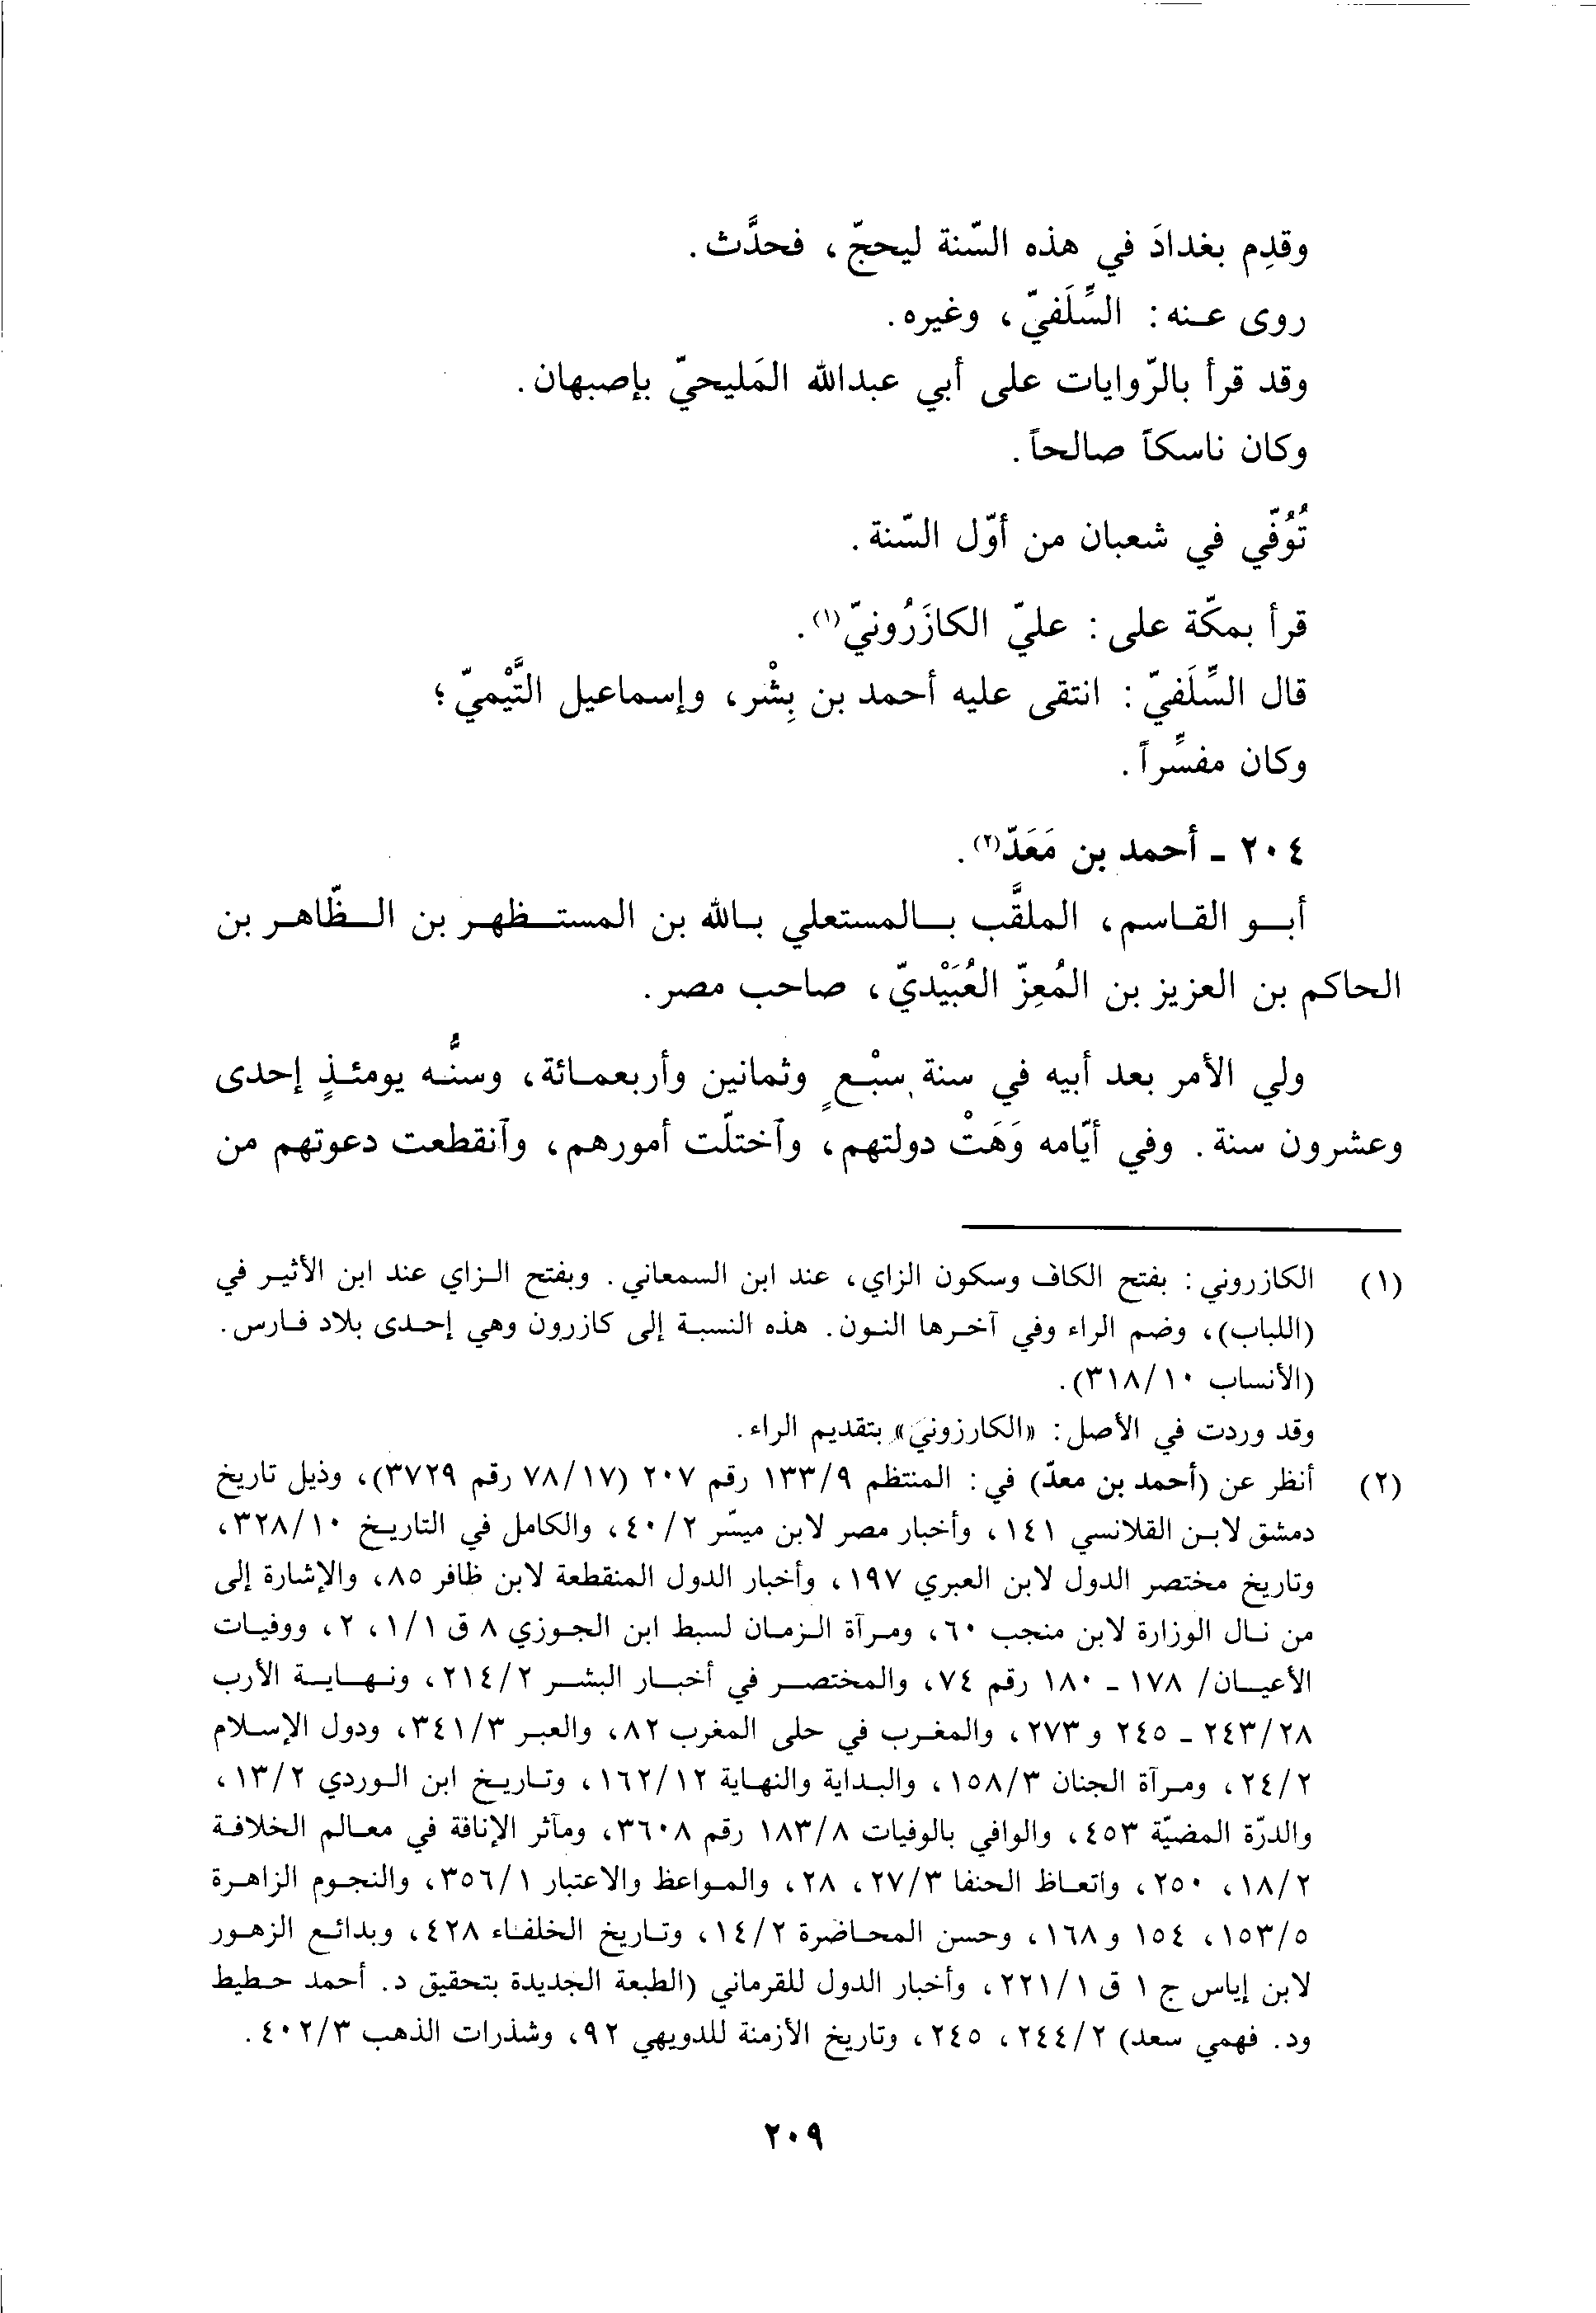 وقدِم بغدادَ في هذه السّنة ليحجّ، فحدَّث.
روى عنه: السِّلَفيّ، وغيره.
وقد قرأ بالرّوايات على أبي عبدالله المَليحيّ بإصبهان.
وكان ناسكاً صالحاً.
تُوُفّي في شعبان من أوّل السّنة.
قرأ بمكّة على: عليّ الكازَرُونيّ(١).
قال السِّلَفيّ: انتقى عليه أحمد بن بِشْر، وإسماعيل التَّيْميّ؛
وكان مفسِّراً.
٢٠٤ - أحمد بن مَعَدّ(٢).
أبو القاسم، الملقَّب بالمستعلي بالله بن المستظهر بن الظّاهر بن
الحاكم بن العزيز بن المُعِزّ العُبَيْديّ، صاحب مصر.
ولي الأمر بعد أبيه في سنة سبْعٍ وثمانين وأربعمائة، وسنُّه يومئذٍ إحدى
وعشرون سنة. وفي أيّامه وَهَتْ دولتهم، وٱختلّت أمورهم، وٱنقطعت دعوتهم من
(١) الكازروني: بفتح الكاف وسكون الزاي، عند ابن السمعاني. وبفتح الزاي عند ابن الأثير في
(اللباب)، وضم الراء وفي آخرها النون. هذه النسبة إلى كازرون وهي إحدى بلاد فارس.
(الأنساب ٣١٨/١٠).
وقد وردت في الأصل: «الكارزونيّ» بتقديم الراء.
(٢) أنظر عن (أحمد بن معدّ) في: المنتظم ١٣٣/٩ رقم ٢٠٧ (٧٨/١٧ رقم ٣٧٢٩)، وذيل تاريخ
دمشق لابن القلانسي ١٤١، وأخبار مصر لابن ميسّر ٤٠/٢، والكامل في التاريخ ٣٢٨/١٠،
وتاريخ مختصر الدول لابن العبري ١٩٧، وأخبار الدول المنقطعة لابن ظافر ٨٥، والإشارة إلى
من نال الوزارة لابن منجب ٦٠، ومرآة الزمان لسبط ابن الجوزي ٨ ق ١/١، ٢، ووفيات
الأعيان/ ١٧٨ - ١٨٠ رقم ٧٤، والمختصر في أخبار البشر ٢١٤/٢، ونهاية الأرب
٢٤٣/٢٨ - ٢٤٥ و ٢٧٣، والمغرب في حلى المغرب ٨٢، والعبر ٣٤١/٣، ودول الإسلام
٢٤/٢، ومرآة الجنان ١٥٨/٣، والبداية والنهاية ١٦٢/١٢، وتاريخ ابن الوردي ١٣/٢،
والدرّة المضيّة ٤٥٣، والوافي بالوفيات ١٨٣/٨ رقم ٣٦٠٨، ومآثر الإنافة في معالم الخلافة
١٨/٢، ٢٥٠، واتعاظ الحنفا ٢٧/٣، ٢٨، والمواعظ والاعتبار ٣٥٦/١، والنجوم الزاهرة
١٥٣/٥، ١٥٤ و ١٦٨، وحسن المحاضرة ١٤/٢، وتاريخ الخلفاء ٤٢٨، وبدائع الزهور
لابن إياس ج ١ ق ٢٢١/١، وأخبار الدول للقرماني (الطبعة الجديدة بتحقيق د. أحمد حطيط
ود. فهمي سعد) ٢٤٤/٢، ٢٤٥، وتاريخ الأزمنة للدويهي ٩٢، وشذرات الذهب ٤٠٢/٣.
٢٠٩